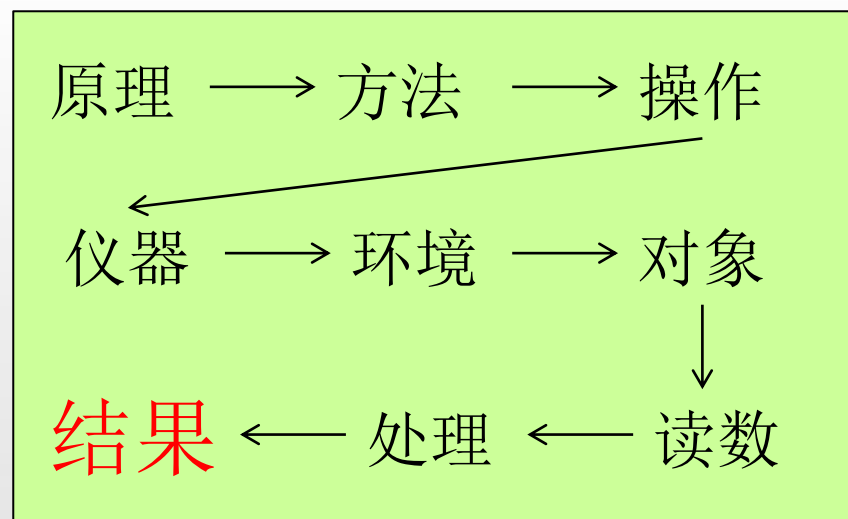 原理 方法 操作
仪器 环境 对象
结果 处理 读数